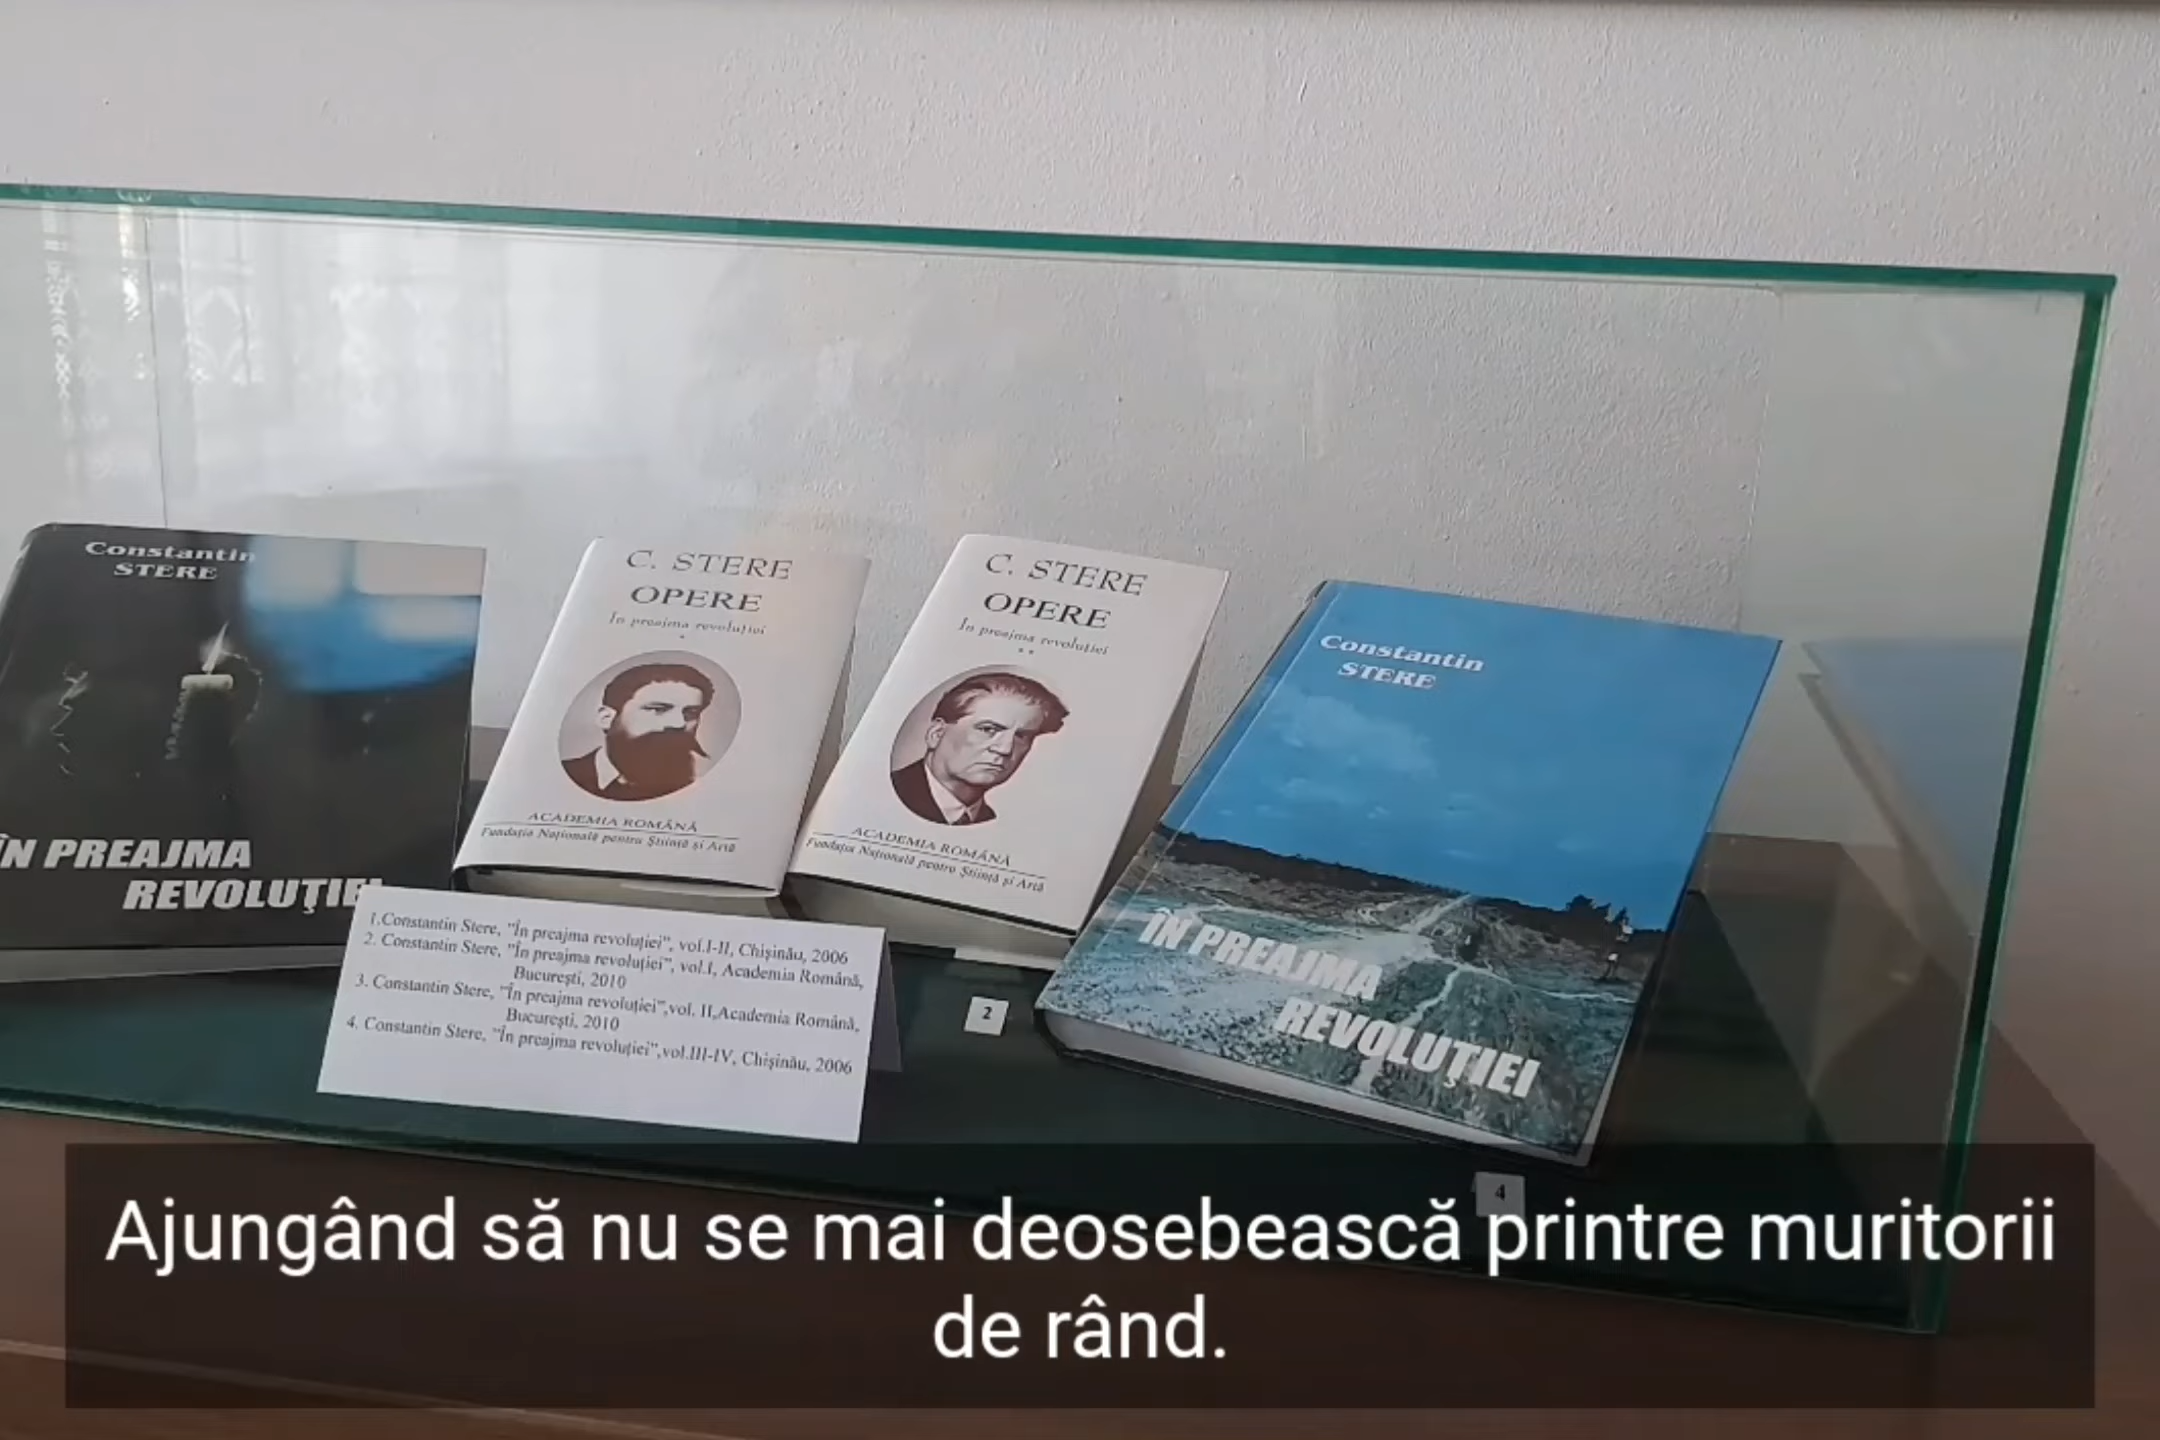 Constantin
STERE
ÎN PREAJMA
REVOLUŢIEI
C. STERE
OPERE
În preajma revoluţiei
*
ACADEMIA ROMÂNĂ
Fundaţia Naţională pentru Ştiinţă şi Artă
C. STERE
OPERE
În preajma revoluţiei
**
ACADEMIA ROMÂNĂ
Fundaţia Naţională pentru Ştiinţă şi Artă
Constantin
STERE
ÎN PREAJMA
REVOLUŢIEI
1.Constantin Stere, "În preajma revoluţiei", vol.I-II, Chişinău, 2006
2. Constantin Stere, "În preajma revoluţiei", vol.I, Academia Română,
Bucureşti, 2010
3. Constantin Stere, "În preajma revoluţiei",vol. II,Academia Română,
Bucureşti, 2010
4. Constantin Stere, "În preajma revoluţiei",vol.III-IV, Chişinău, 2006
2
4
Ajungând să nu se mai deosebească printre muritorii
de rând.